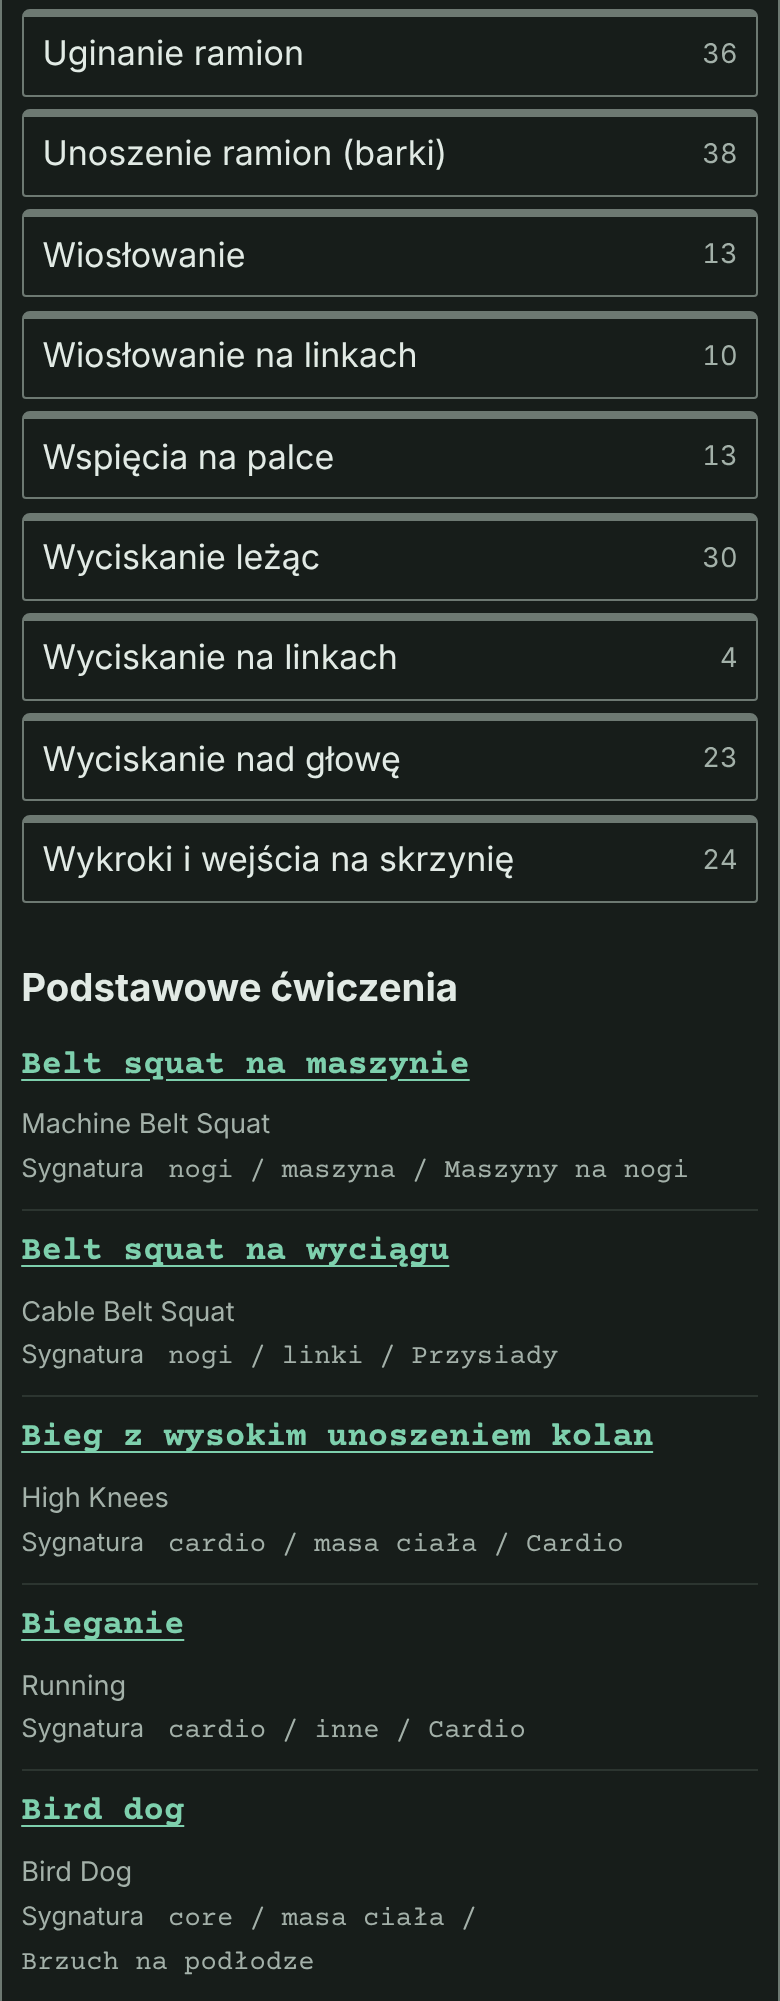 Uginanie ramion 36
Unoszenie ramion (barki) 38
Wiosłowanie 13
Wiosłowanie na linkach 10
Wspięcia na palce 13
Wyciskanie leżąc 30
Wyciskanie na linkach 4
Wyciskanie nad głowę 23
Wykroki i wejścia na skrzynię 24
Podstawowe ćwiczenia
Belt squat na maszynie
Machine Belt Squat
Sygnatura nogi / maszyna / Maszyny na nogi
Belt squat na wyciągu
Cable Belt Squat
Sygnatura nogi / linki / Przysiady
Bieg z wysokim unoszeniem kolan
High Knees
Sygnatura cardio / masa ciała / Cardio
Bieganie
Running
Sygnatura cardio / inne / Cardio
Bird dog
Bird Dog
Sygnatura core / masa ciała /
Brzuch na podłodze